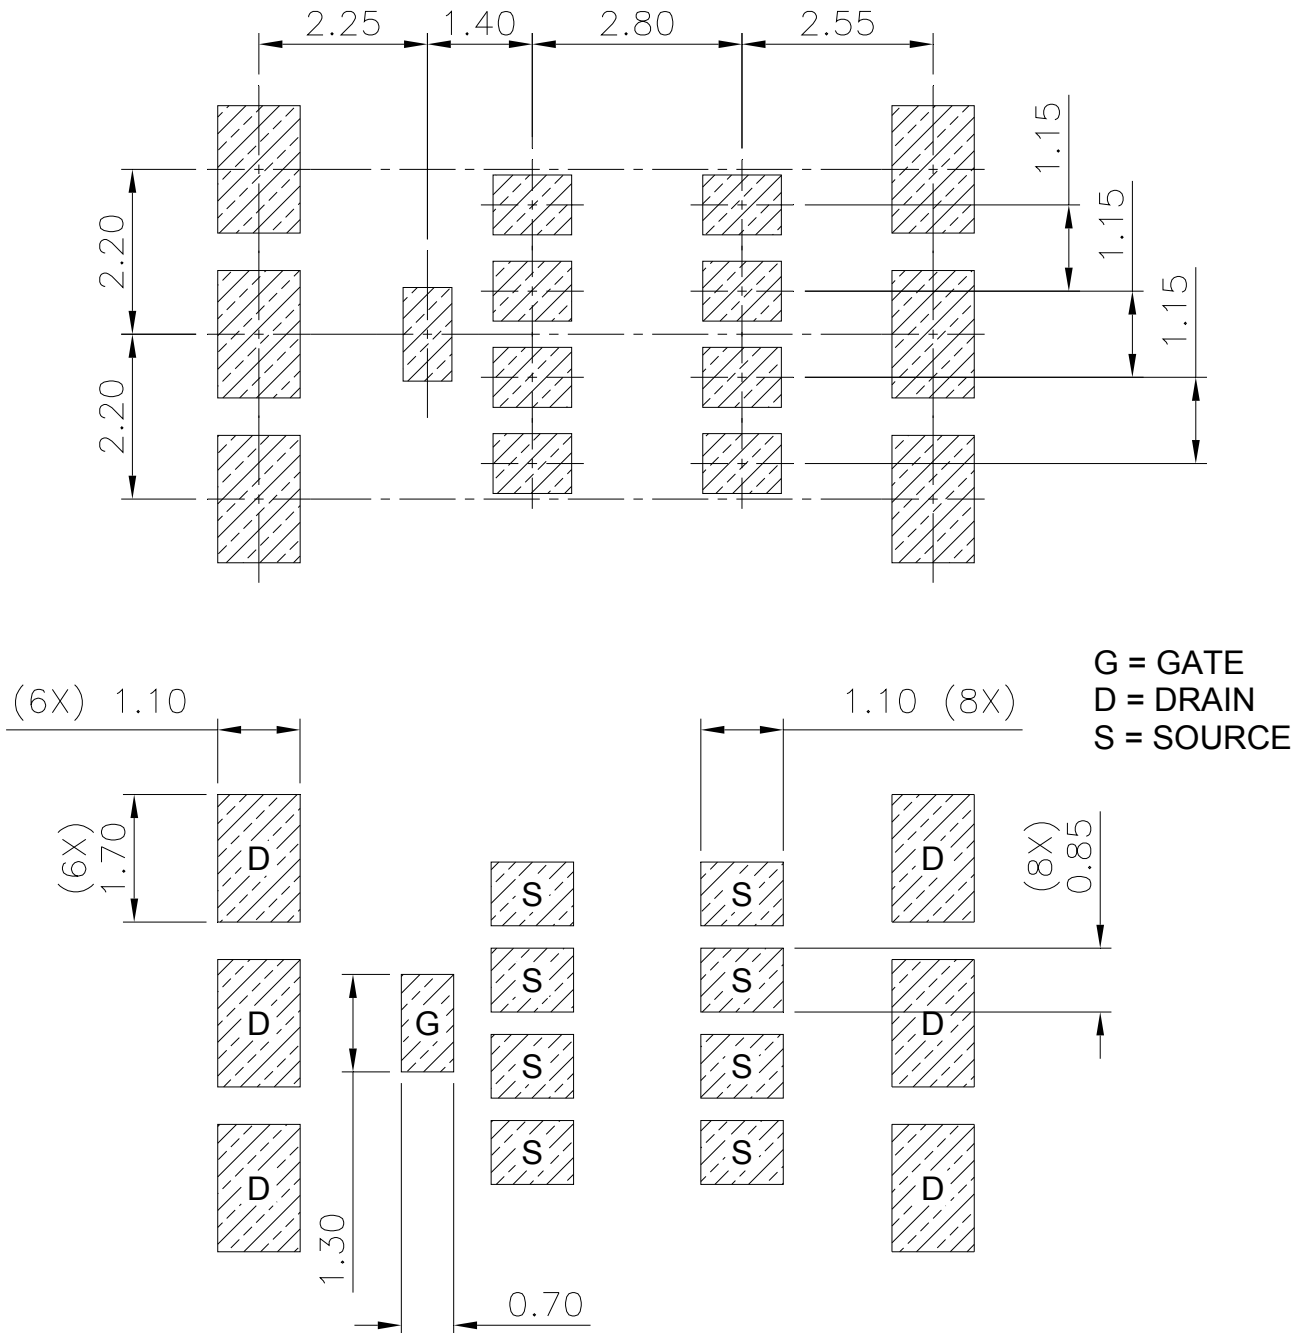 2.25 1.40 2.80 2.55
1.15
1.15
1.15
2.20
2.20
G = GATE
D = DRAIN
S = SOURCE
(6X) 1.10
1.10 (8X)
(6X)
1.70
(8X)
0.85
D D
S S
S S
D G D
S S
S S
D D
1.30
0.70